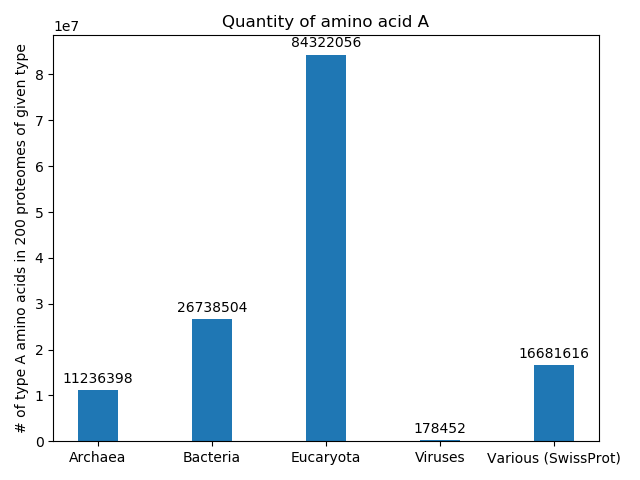 Quantity of amino acid A
1e7
# of type A amino acids in 200 proteomes of given type
8
7
6
5
4
3
2
1
0
11236398
26738504
84322056
178452
16681616
Archaea
Bacteria
Eucaryota
Viruses
Various (SwissProt)